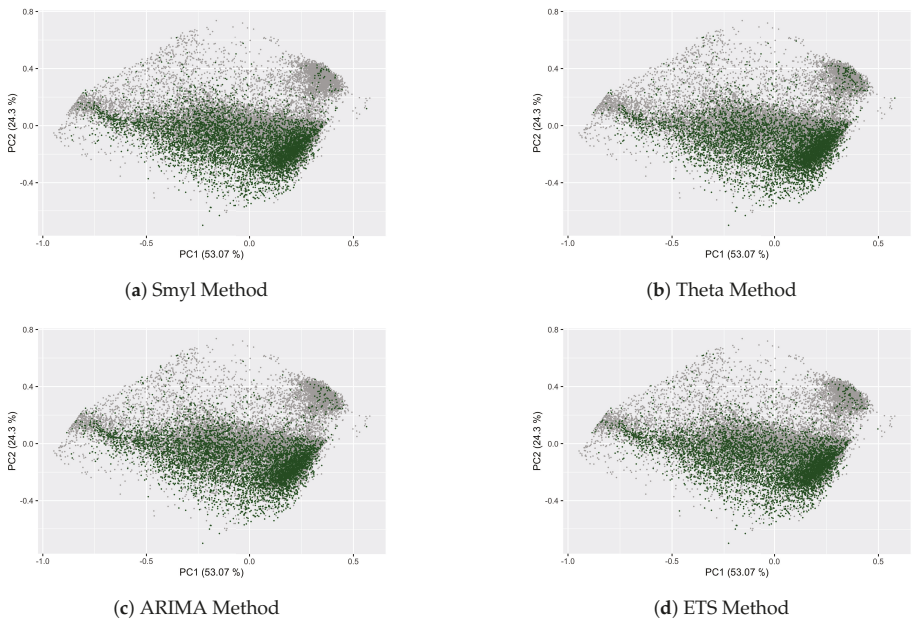 0.8
0.4
0.0
-0.4
PC2 (24.3 %)
-1.0 -0.5 0.0 0.5
PC1 (53.07 %)
(a) Smyl Method
0.8
0.4
0.0
-0.4
PC2 (24.3 %)
-1.0 -0.5 0.0 0.5
PC1 (53.07 %)
(b) Theta Method
0.8
0.4
0.0
-0.4
PC2 (24.3 %)
-1.0 -0.5 0.0 0.5
PC1 (53.07 %)
(c) ARIMA Method
0.8
0.4
0.0
-0.4
PC2 (24.3 %)
-1.0 -0.5 0.0 0.5
PC1 (53.07 %)
(d) ETS Method